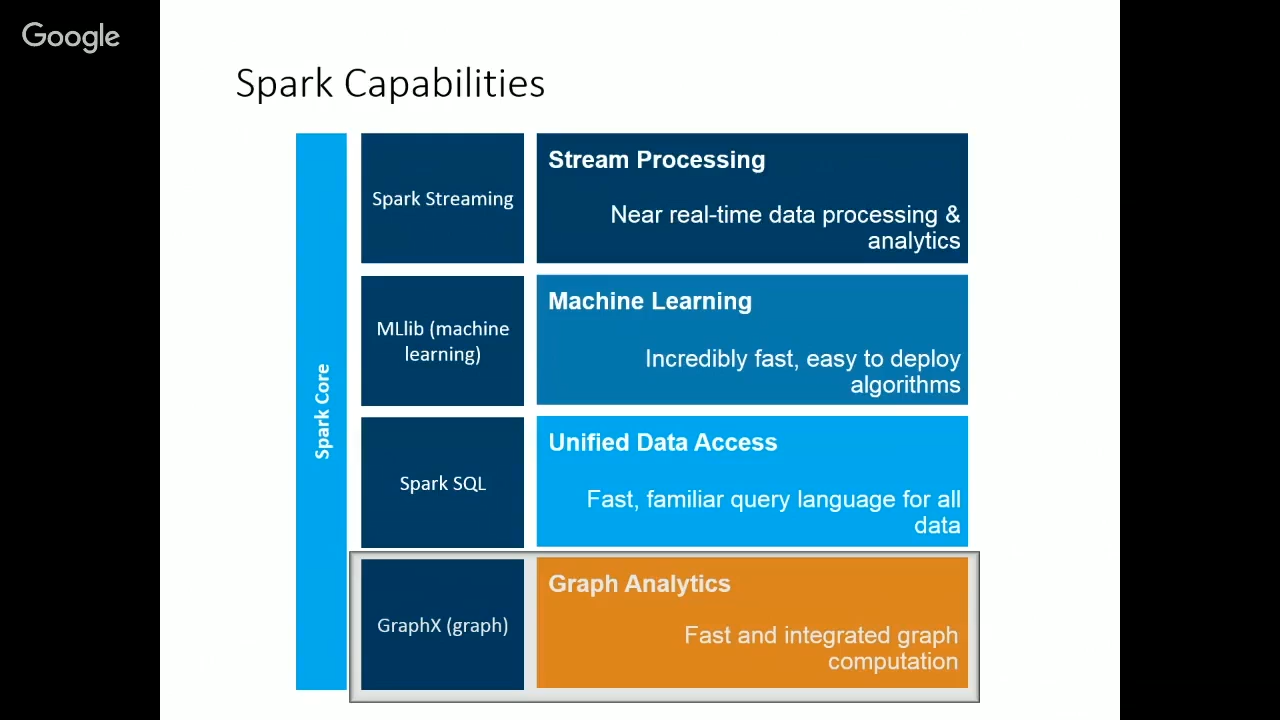 Google
Spark Capabilities
Spark Core
Spark Streaming
Stream Processing
Near real-time data processing &
analytics
MLlib (machine
learning)
Machine Learning
Incredibly fast, easy to deploy
algorithms
Spark SQL
Unified Data Access
Fast, familiar query language for all
data
GraphX (graph)
Graph Analytics
Fast and integrated graph
computation